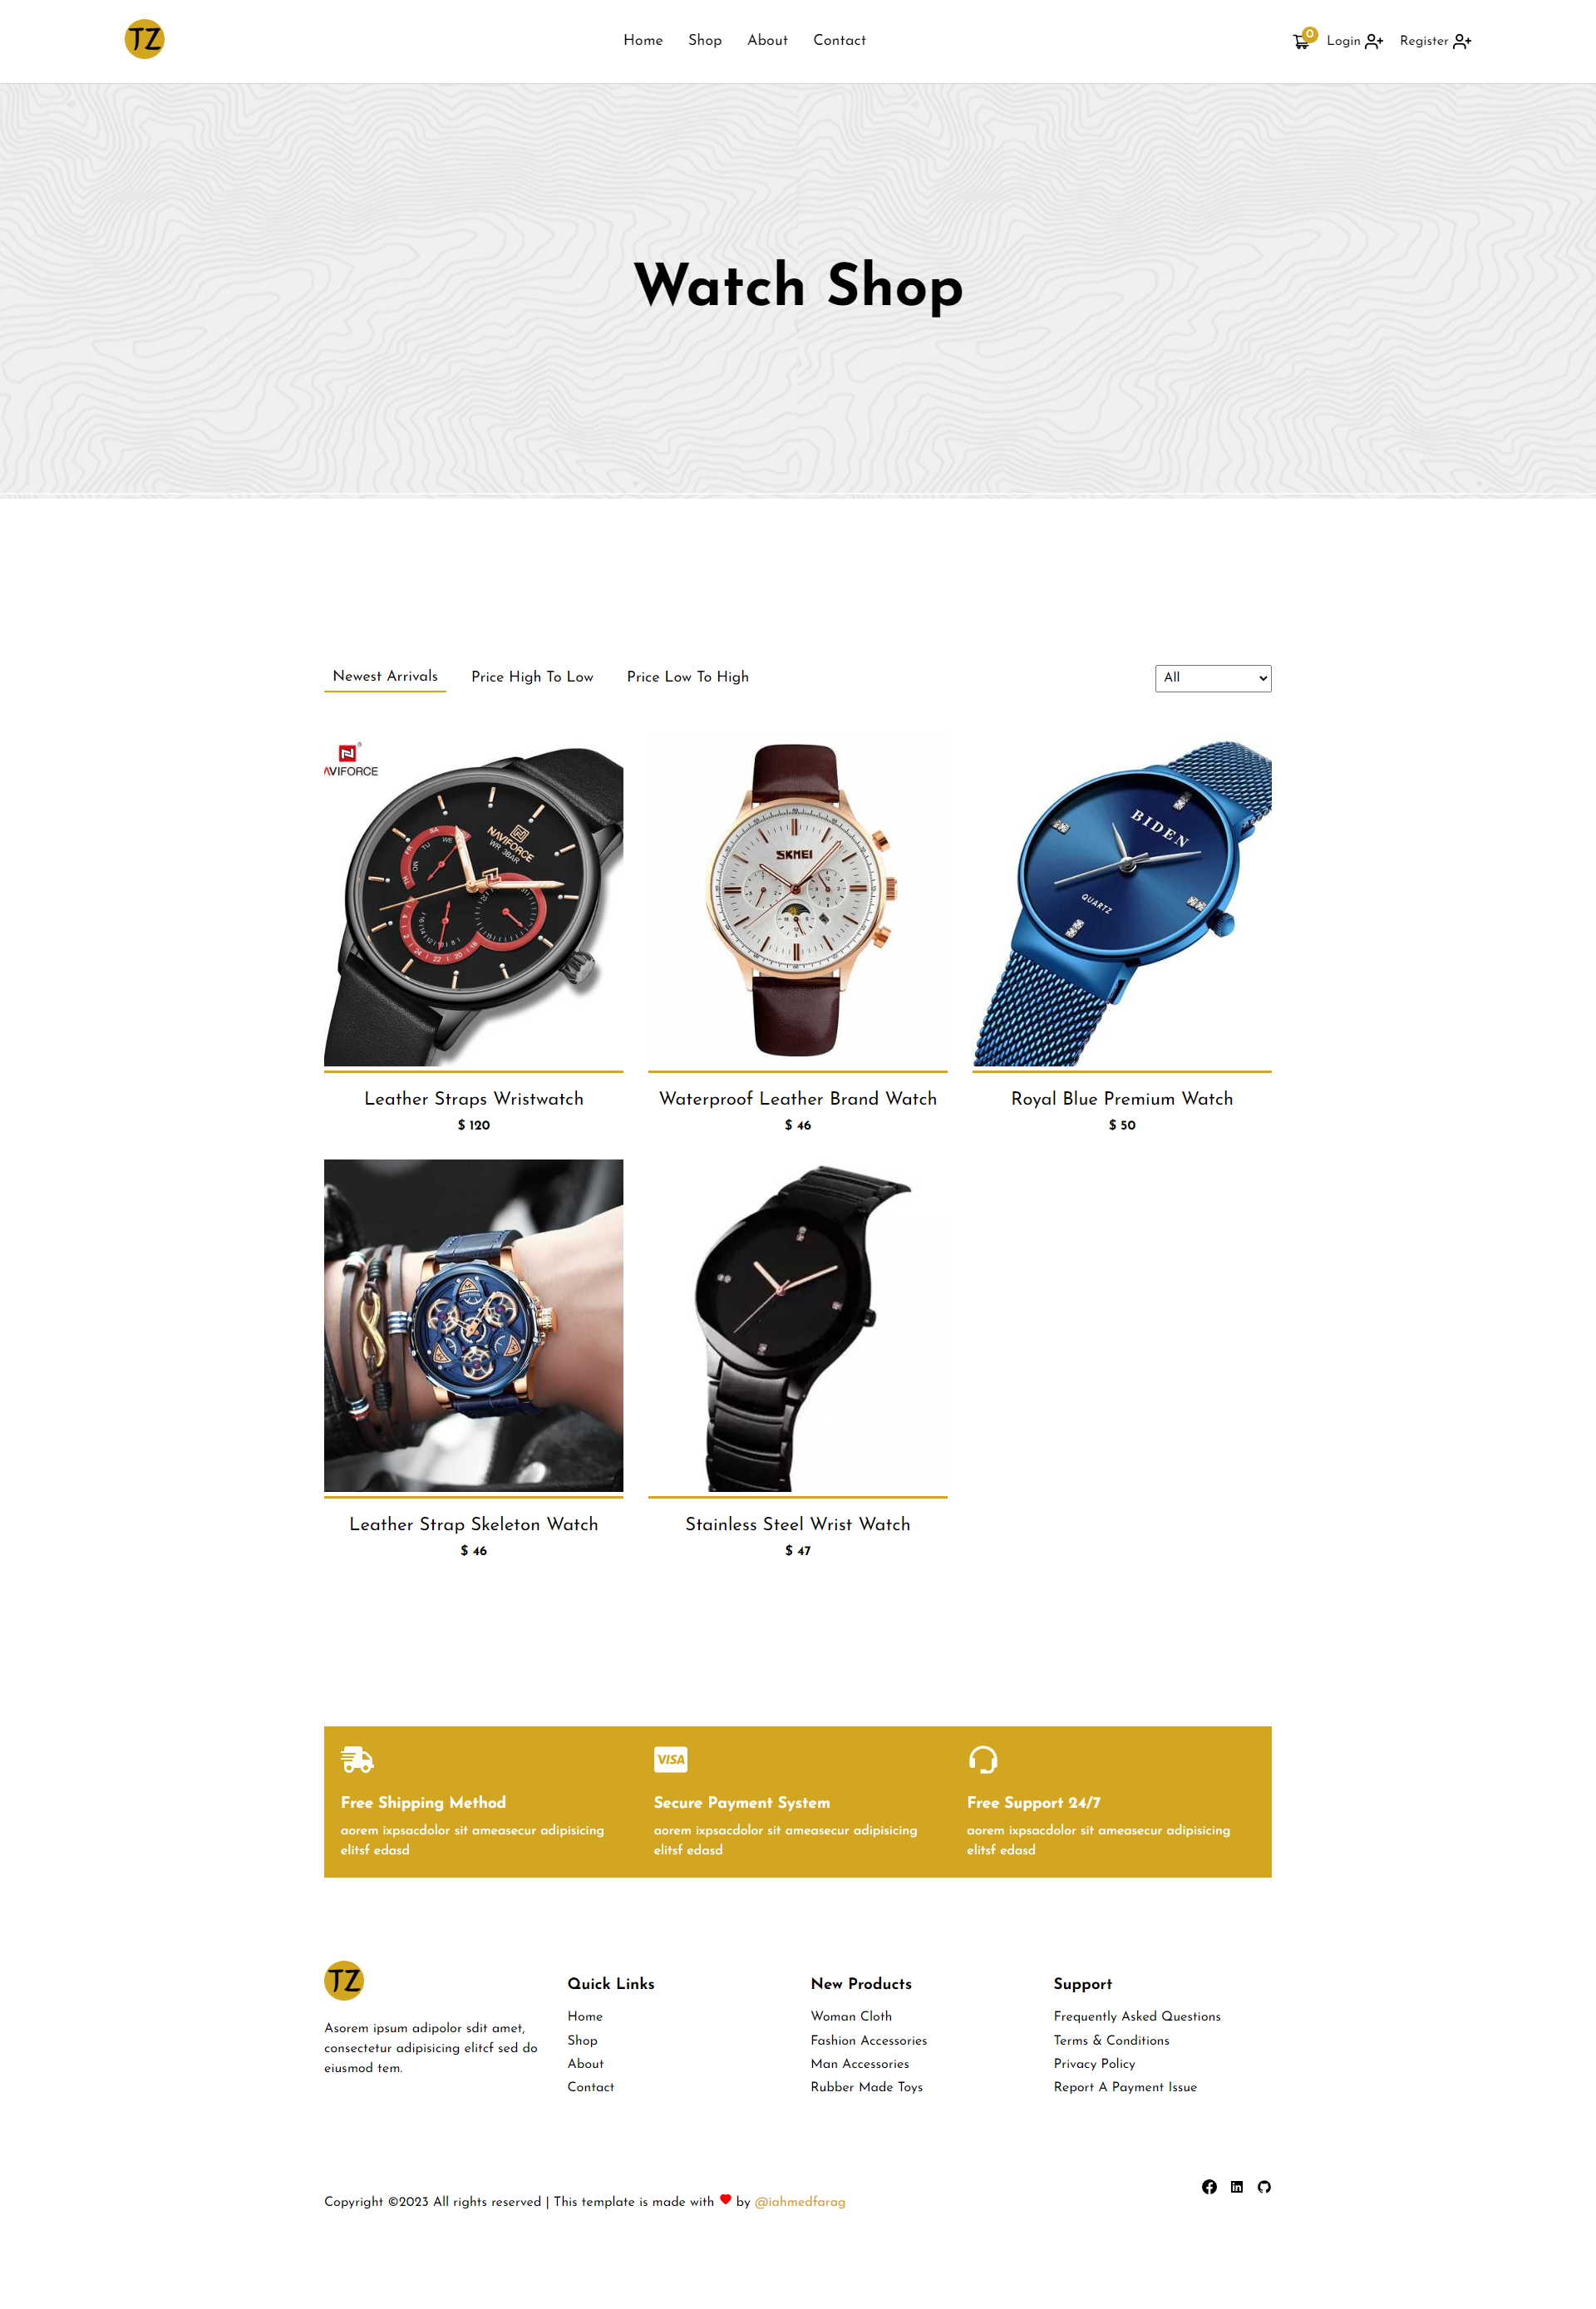 TZ
Home Shop About Contact
0 Login Register
Watch Shop
Newest Arrivals Price High To Low Price Low To High All
AVIFORCE
NAVIFORCE
WR 3BAR
SKMEI
BIDEN
QUARTZ
Leather Straps Wristwatch
$ 120
Waterproof Leather Brand Watch
$ 46
Royal Blue Premium Watch
$ 50
Leather Strap Skeleton Watch
$ 46
Stainless Steel Wrist Watch
$ 47
VISA
Free Shipping Method
aorem ixpsacdolor sit ameasecur adipisicing
elitsf edasd
Secure Payment System
aorem ixpsacdolor sit ameasecur adipisicing
elitsf edasd
Free Support 24/7
aorem ixpsacdolor sit ameasecur adipisicing
elitsf edasd
TZ
Asorem ipsum adipolor sdit amet,
consectetur adipisicing elitcf sed do
eiusmod tem.
Quick Links
Home
Shop
About
Contact
New Products
Woman Cloth
Fashion Accessories
Man Accessories
Rubber Made Toys
Support
Frequently Asked Questions
Terms & Conditions
Privacy Policy
Report A Payment Issue
Copyright ©2023 All rights reserved | This template is made with ❤ by @iahmedfarag